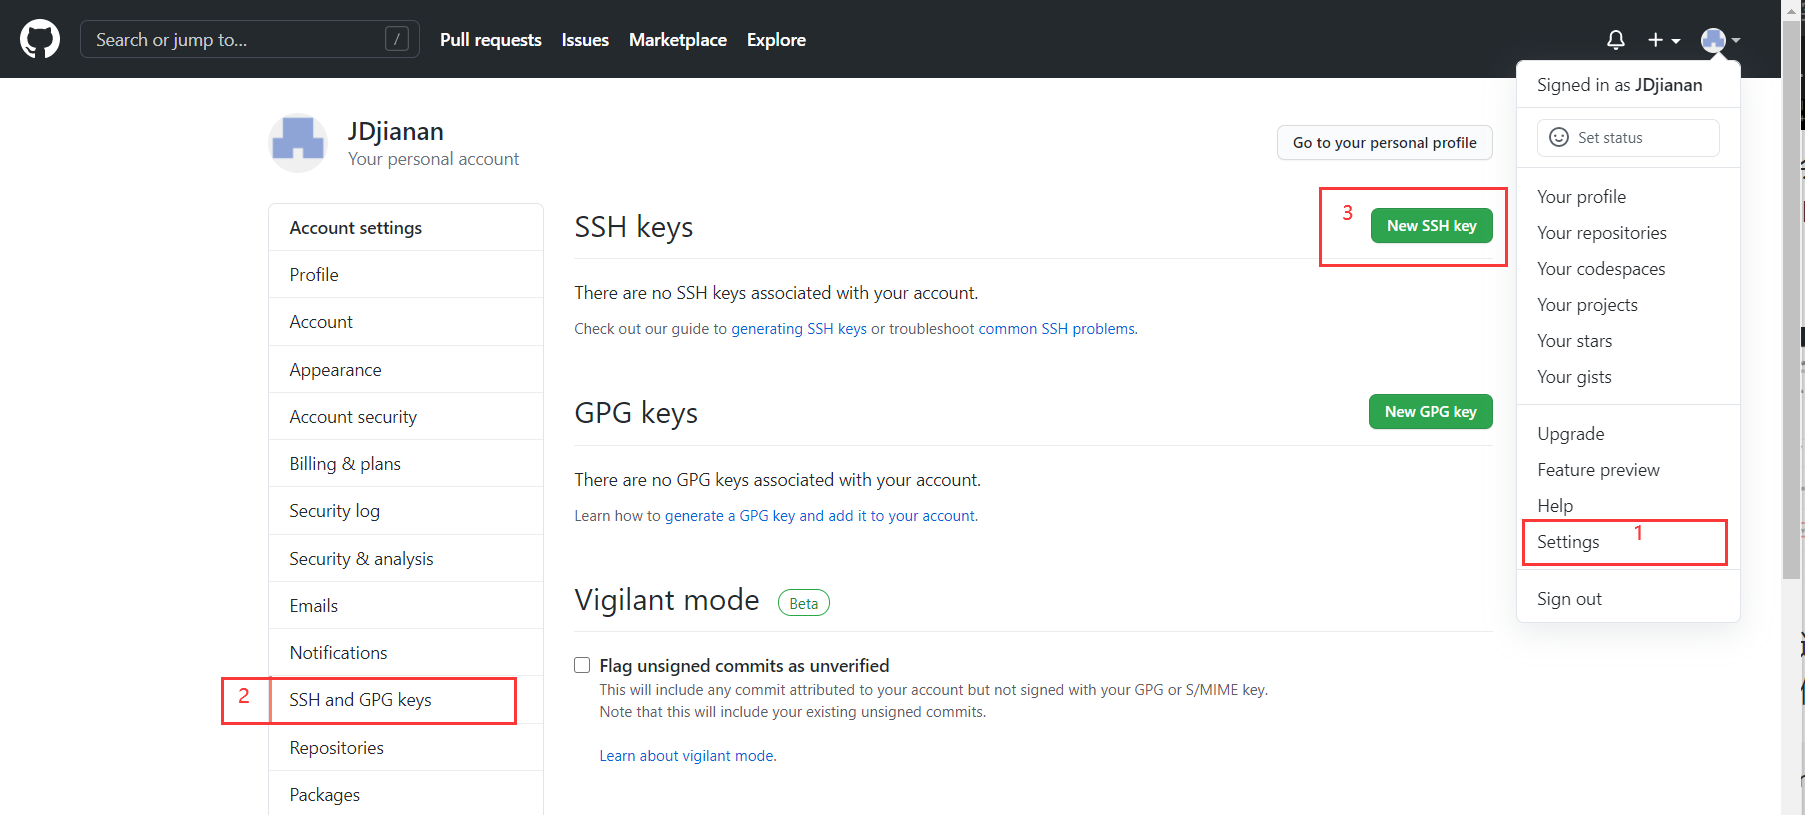 Search or jump to... /
Pull requests Issues Marketplace Explore
Signed in as JDjianan
Set status
Your profile
Your repositories
Your codespaces
Your projects
Your stars
Your gists
Upgrade
Feature preview
Help
Settings 1
Sign out
JDjianan
Your personal account
Go to your personal profile
Account settings
Profile
Account
Appearance
Account security
Billing & plans
Security log
Security & analysis
Emails
Notifications
2 SSH and GPG keys
Repositories
Packages
SSH keys
3 New SSH key
There are no SSH keys associated with your account.
Check out our guide to generating SSH keys or troubleshoot common SSH problems.
GPG keys
New GPG key
There are no GPG keys associated with your account.
Learn how to generate a GPG key and add it to your account.
Vigilant mode Beta
Flag unsigned commits as unverified
This will include any commit attributed to your account but not signed with your GPG or S/MIME key.
Note that this will include your existing unsigned commits.
Learn about vigilant mode.